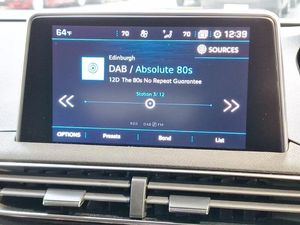 64°F 70 70 12:39
SOURCES
Edinburgh
DAB / Absolute 80s
12D The 80s No Repeat Guarantee
Station 3/ 12
OPTIONS Presets Band List